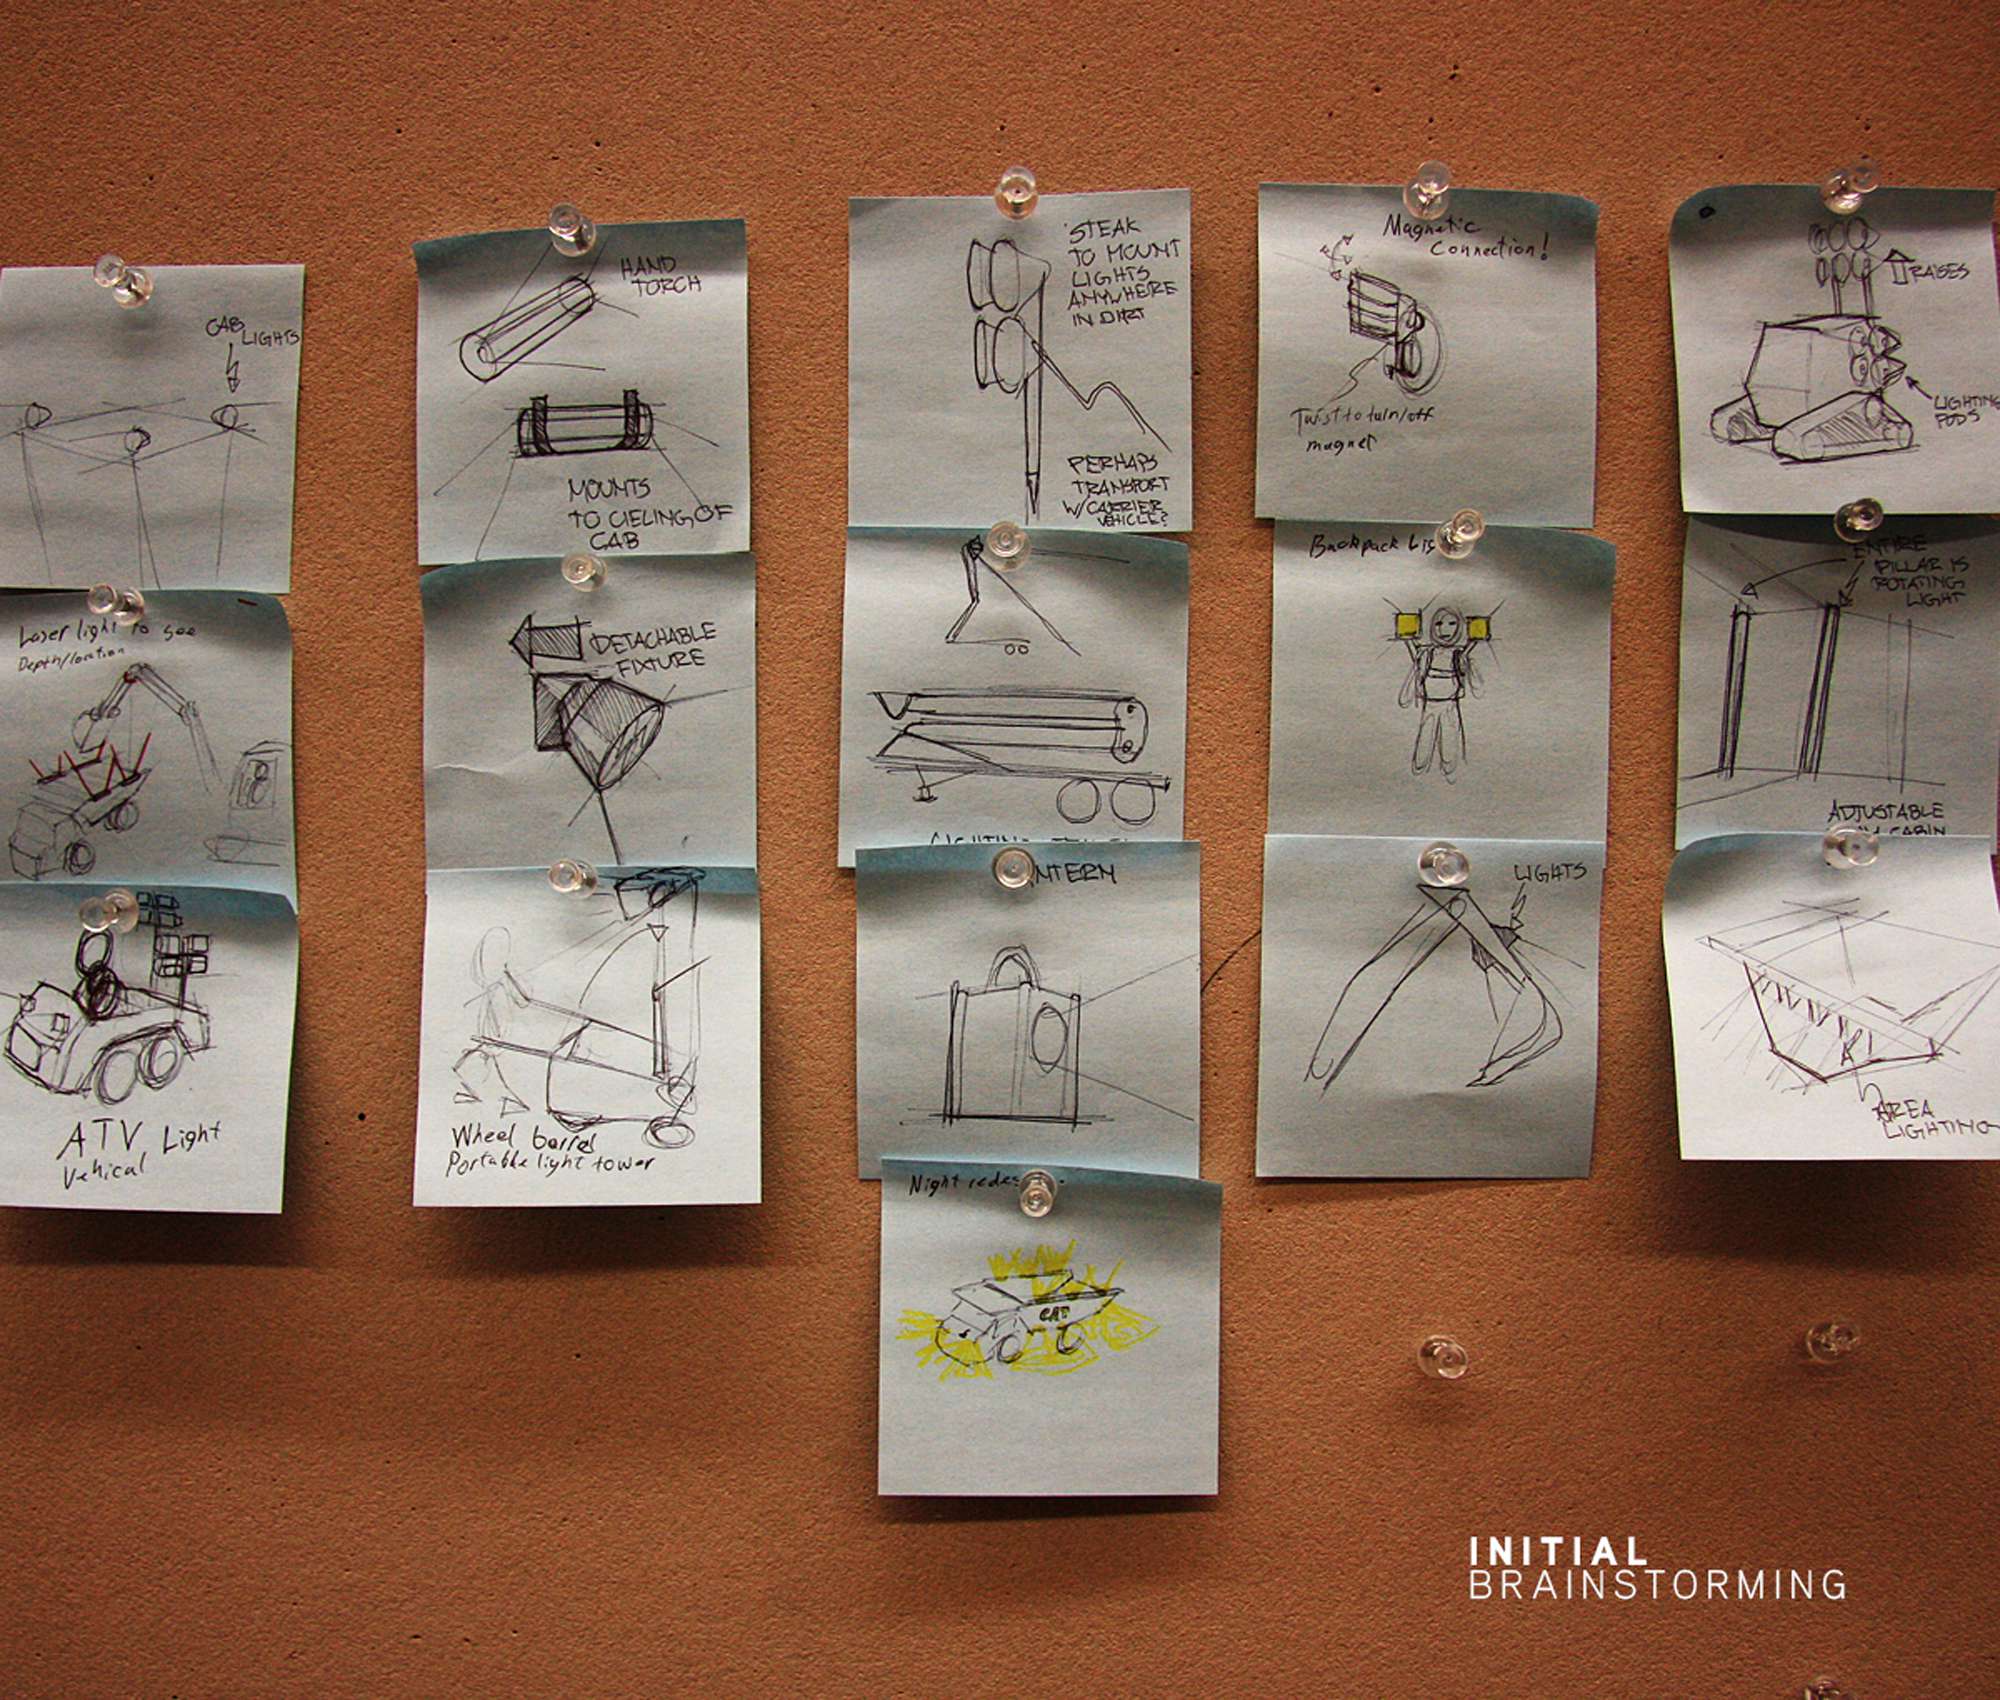 CAB
LIGHTS
Laser light to see
Depth/location
ATV Light
Vehical
HAND
TORCH
MOUNTS
TO CIELING OF
CAB
DETACHABLE
FIXTURE
Wheel barrel
Portable light tower
STEAK
TO MOUNT
LIGHTS
ANYWHERE
IN DIRT
PERHAPS
TRANSPORT
W/CARRIER
VEHICLE?
LIGHTING
NTERN
Night
CAT
Magnetic
Connection!
Twist to turn/off
magnet
Backpack
LIGHTS
RAISES
LIGHTING
PODS
ENTIRE
PILLAR IS
ROTATING
LIGHT
ADJUSTABLE
CABIN
AREA
LIGHTING
INITIAL
BRAINSTORMING